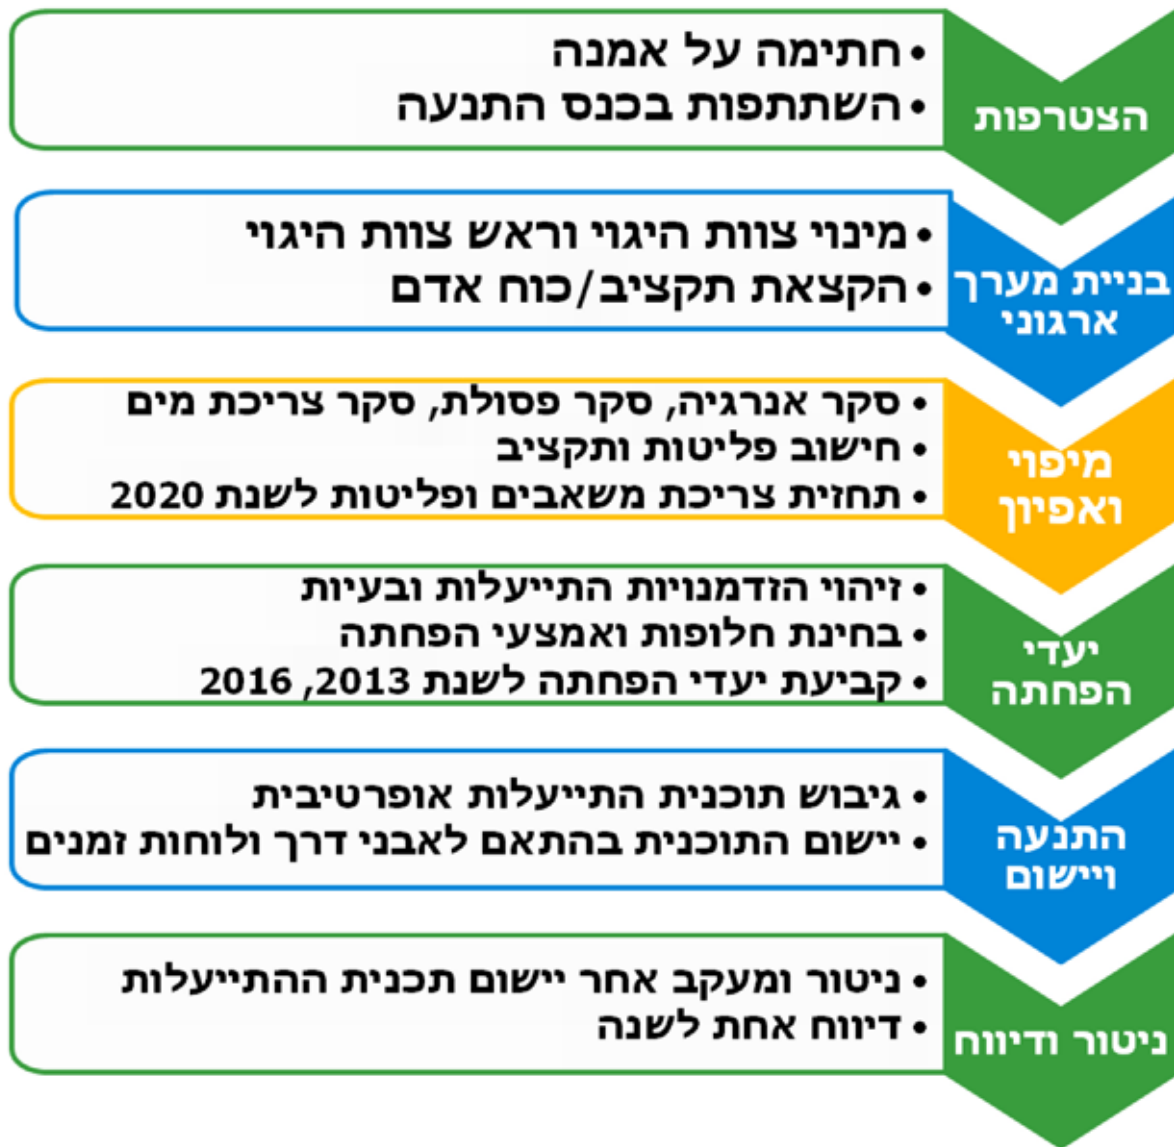 הצטרפות
• חתימה על אמנה
• השתתפות בכנס התנעה
בניית מערך
ארגוני
• מינוי צוות היגוי וראש צוות היגוי
• הקצאת תקציב/כוח אדם
מיפוי
ואפיון
• סקר אנרגיה, סקר פסולת, סקר צריכת מים
• חישוב פליטות ותקציב
• תחזית צריכת משאבים ופליטות לשנת 2020
יעדי
הפחתה
• זיהוי הזדמנויות התייעלות ובעיות
• בחינת חלופות ואמצעי הפחתה
• קביעת יעדי הפחתה לשנת 2013, 2016
התנעה
ויישום
• גיבוש תוכנית התייעלות אופרטיבית
• יישום התוכנית בהתאם לאבני דרך ולוחות זמנים
ניטור ודיווח
• ניטור ומעקב אחר יישום תכנית ההתייעלות
• דיווח אחת לשנה